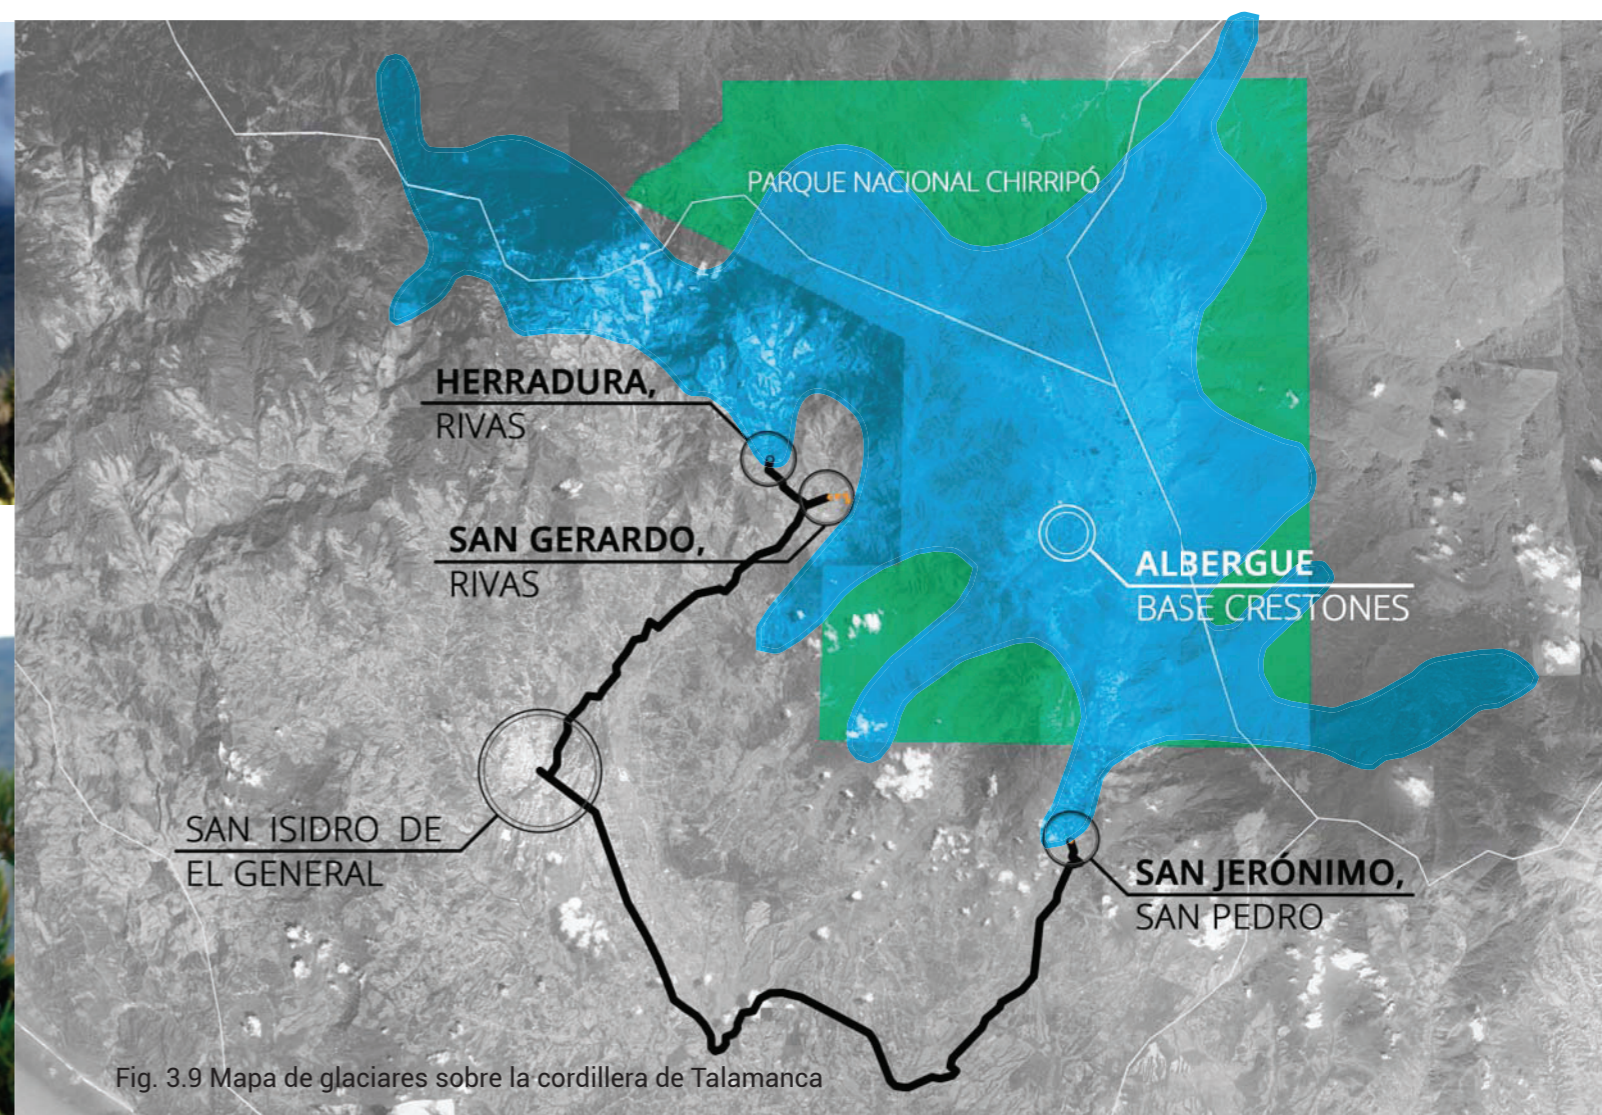 PARQUE NACIONAL CHIRRIPÓ
HERRADURA,
RIVAS
SAN GERARDO,
RIVAS
ALBERGUE
BASE CRESTONES
SAN ISIDRO DE
EL GENERAL
SAN JERÓNIMO,
SAN PEDRO
Fig. 3.9 Mapa de glaciares sobre la cordillera de Talamanca